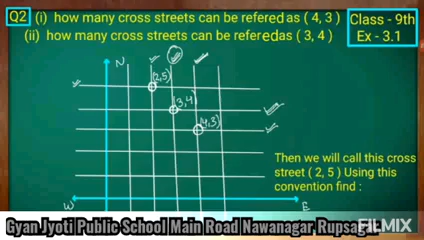 Q2 (i) how many cross streets can be refered as ( 4, 3 ) Class - 9th
(ii) how many cross streets can be referedas ( 3, 4 ) Ex - 3.1
N
(2,5)
(3,4)
(4,3)
Then we will call this cross
street ( 2, 5 ) Using this
convention find :
W E
Gyan Jyoti Public School Main Road Nawanagar, Rupsagar
FILMIX